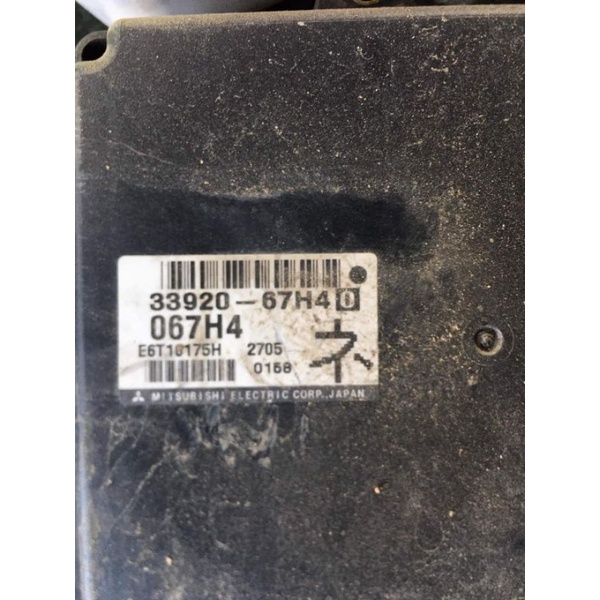 33920-67H40
067H4
E6T10175H 2705
0158
ネ
MITSUBISHI ELECTRIC CORP., JAPAN